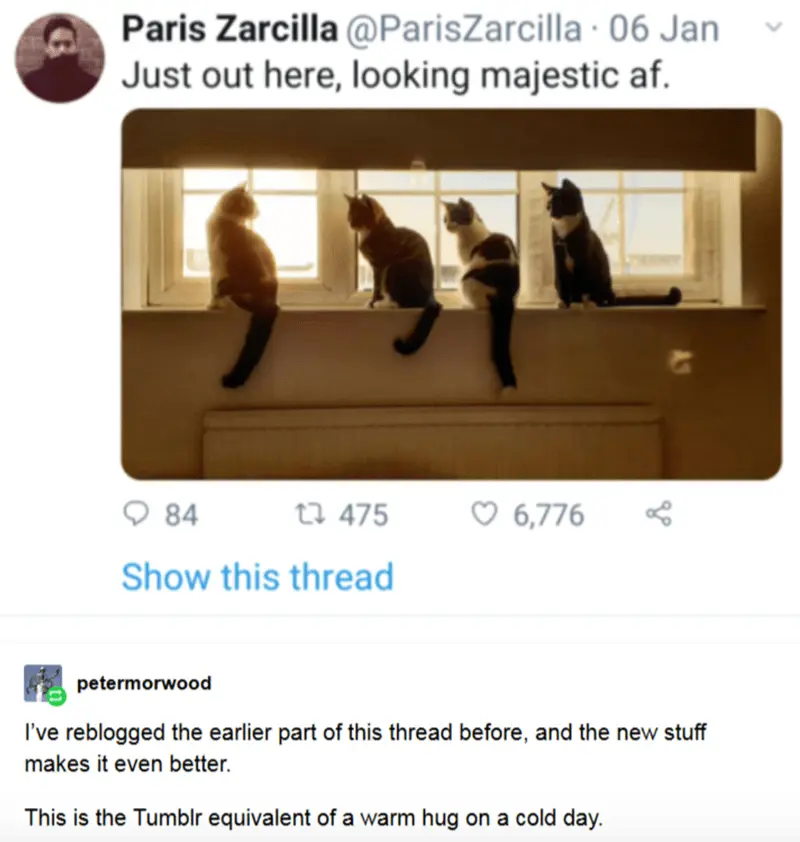 Paris Zarcilla @ParisZarcilla · 06 Jan
Just out here, looking majestic af.
84 475 6,776
Show this thread
petermorwood
I've reblogged the earlier part of this thread before, and the new stuff
makes it even better.
This is the Tumblr equivalent of a warm hug on a cold day.